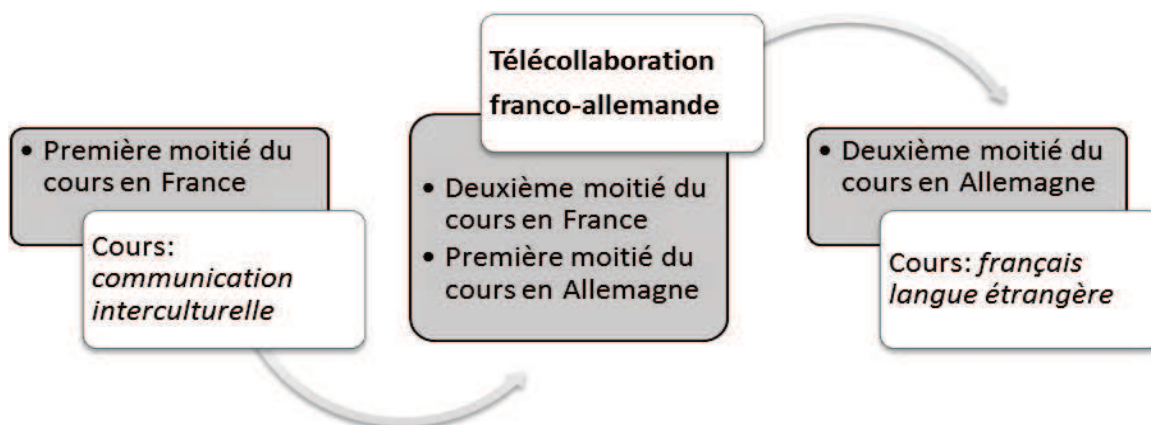 • Première moitié du
cours en France
Cours:
communication
interculturelle
Télécollaboration
franco-allemande
• Deuxième moitié du
cours en France
• Première moitié du
cours en Allemagne
• Deuxième moitié du
cours en Allemagne
Cours: français
langue étrangère